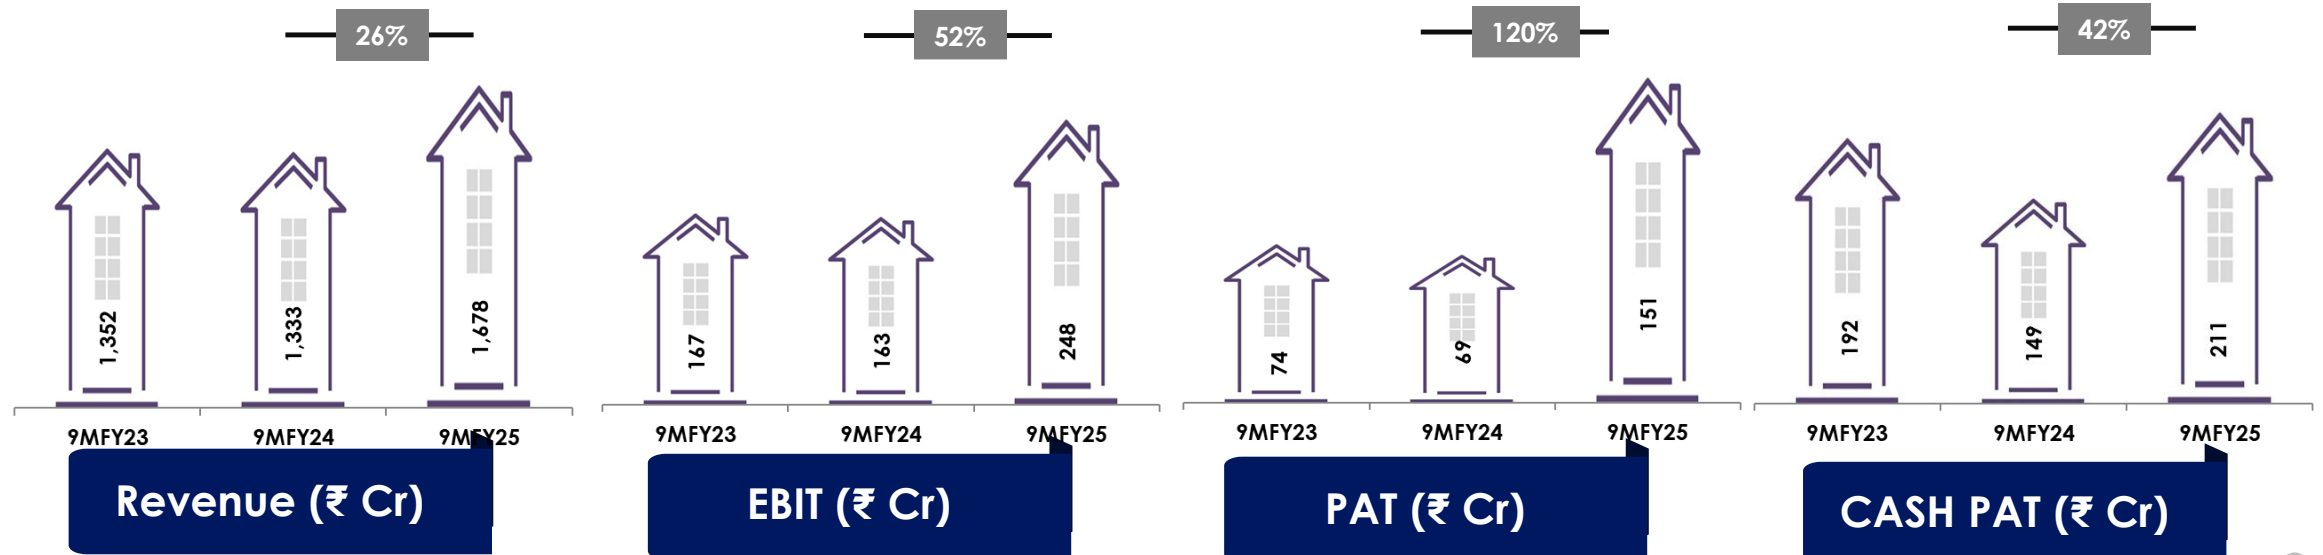 26%
1,352
1,333
1,678
9MFY23
9MFY24
9MFY25
Revenue (₹ Cr)
52%
167
163
248
9MFY23
9MFY24
9MFY25
EBIT (₹ Cr)
120%
74
69
151
9MFY23
9MFY24
9MFY25
PAT (₹ Cr)
42%
192
149
211
9MFY23
9MFY24
9MFY25
CASH PAT (₹ Cr)